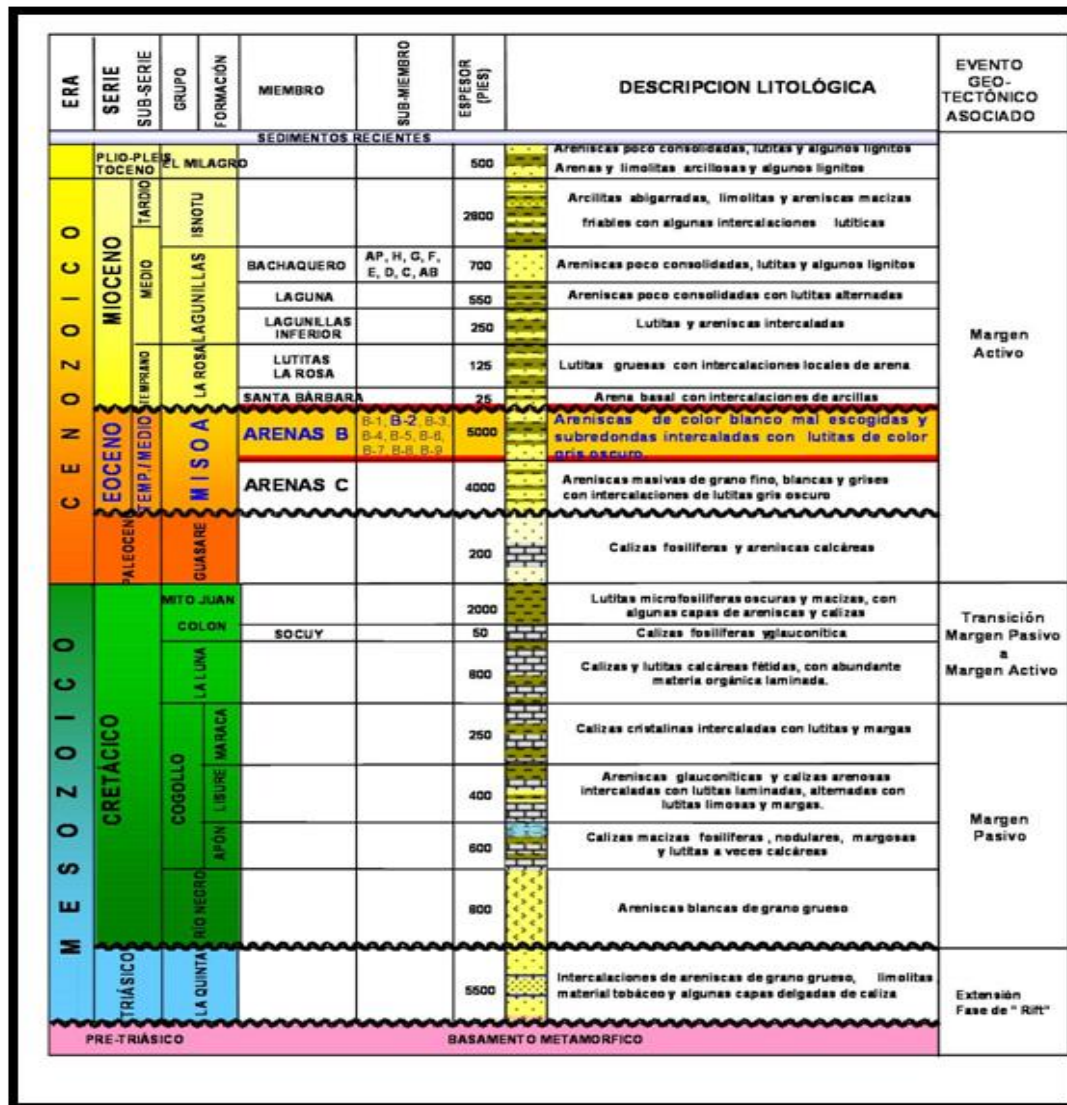 ERA
SERIE
SUB-SERIE
GRUPO
FORMACIÓN
MIEMBRO
SUB-MIEMBRO
ESPESOR
(PIES)
DESCRIPCION LITOLÓGICA
EVENTO
GEO-
TECTÓNICO
ASOCIADO
SEDIMENTOS RECIENTES
CENOZOICO
PLIO-PLEIS
TOCENO
EL MILAGRO
500
Areniscas poco consolidadas, lutitas y algunos lignitos
Arenas y limolitas arcillosas y algunos lignitos
MIOCENO
TARDIO
ISNOTU
2800
Arcilitas abigarradas, limolitas y areniscas macizas
friables con algunas intercalaciones lutíticas
MEDIO
LAGUNILLAS
BACHAQUERO
AP, H, G, F,
E, D, C, AB
700
Areniscas poco consolidadas, lutitas y algunos lignitos
LAGUNA
550
Areniscas poco consolidadas con lutitas alternadas
LAGUNILLAS
INFERIOR
250
Lutitas y areniscas intercaladas
Margen
Activo
TEMPRANO
LA ROSA
LUTITAS
LA ROSA
125
Lutitas gruesas con intercalaciones locales de arena
SANTA BÀRBARA
25
Arena basal con intercalaciones de arcillas
EOCENO
TEMP./MEDIO
MISOA
ARENAS B
B-1, B-2, B-3,
B-4, B-5, B-6,
B-7, B-8, B-9
5000
Areniscas de color blanco mal escogidas y
subredondas intercaladas con lutitas de color
gris oscuro.
ARENAS C
4000
Areniscas masivas de grano fino, blancas y grises
con intercalaciones de lutitas gris oscuro
PALEOCENO
GUASARE
200
Calizas fosilíferas y areniscas calcáreas
MESOZOICO
CRETÁCICO
MITO JUAN
2000
Lutitas microfosilíferas oscuras y macizas, con
algunas capas de areniscas y calizas
COLON
SOCUY
50
Calizas fosilíferas yglauconítica
Transición
Margen Pasivo
a
Margen Activo
LA LUNA
800
Calizas y lutitas calcáreas fétidas, con abundante
materia orgánica laminada.
COGOLLO
MARACA
250
Calizas cristalinas intercaladas con lutitas y margas
LISURE
400
Areniscas glauconíticas y calizas arenosas
intercaladas con lutitas laminadas, alternadas con
lutitas limosas y margas.
APÓN
600
Calizas macizas fosilíferas , nodulares, margosas
y lutitas a veces calcáreas
Margen
Pasivo
RÍO NEGRO
800
Areniscas blancas de grano grueso
TRIÁSICO
LA QUINTA
5500
Intercalaciones de areniscas de grano grueso, limolitas
material tobáceo y algunas capas delgadas de caliza
Extensión
Fase de " Rift"
PRE-TRIÁSICO
BASAMENTO METAMORFICO